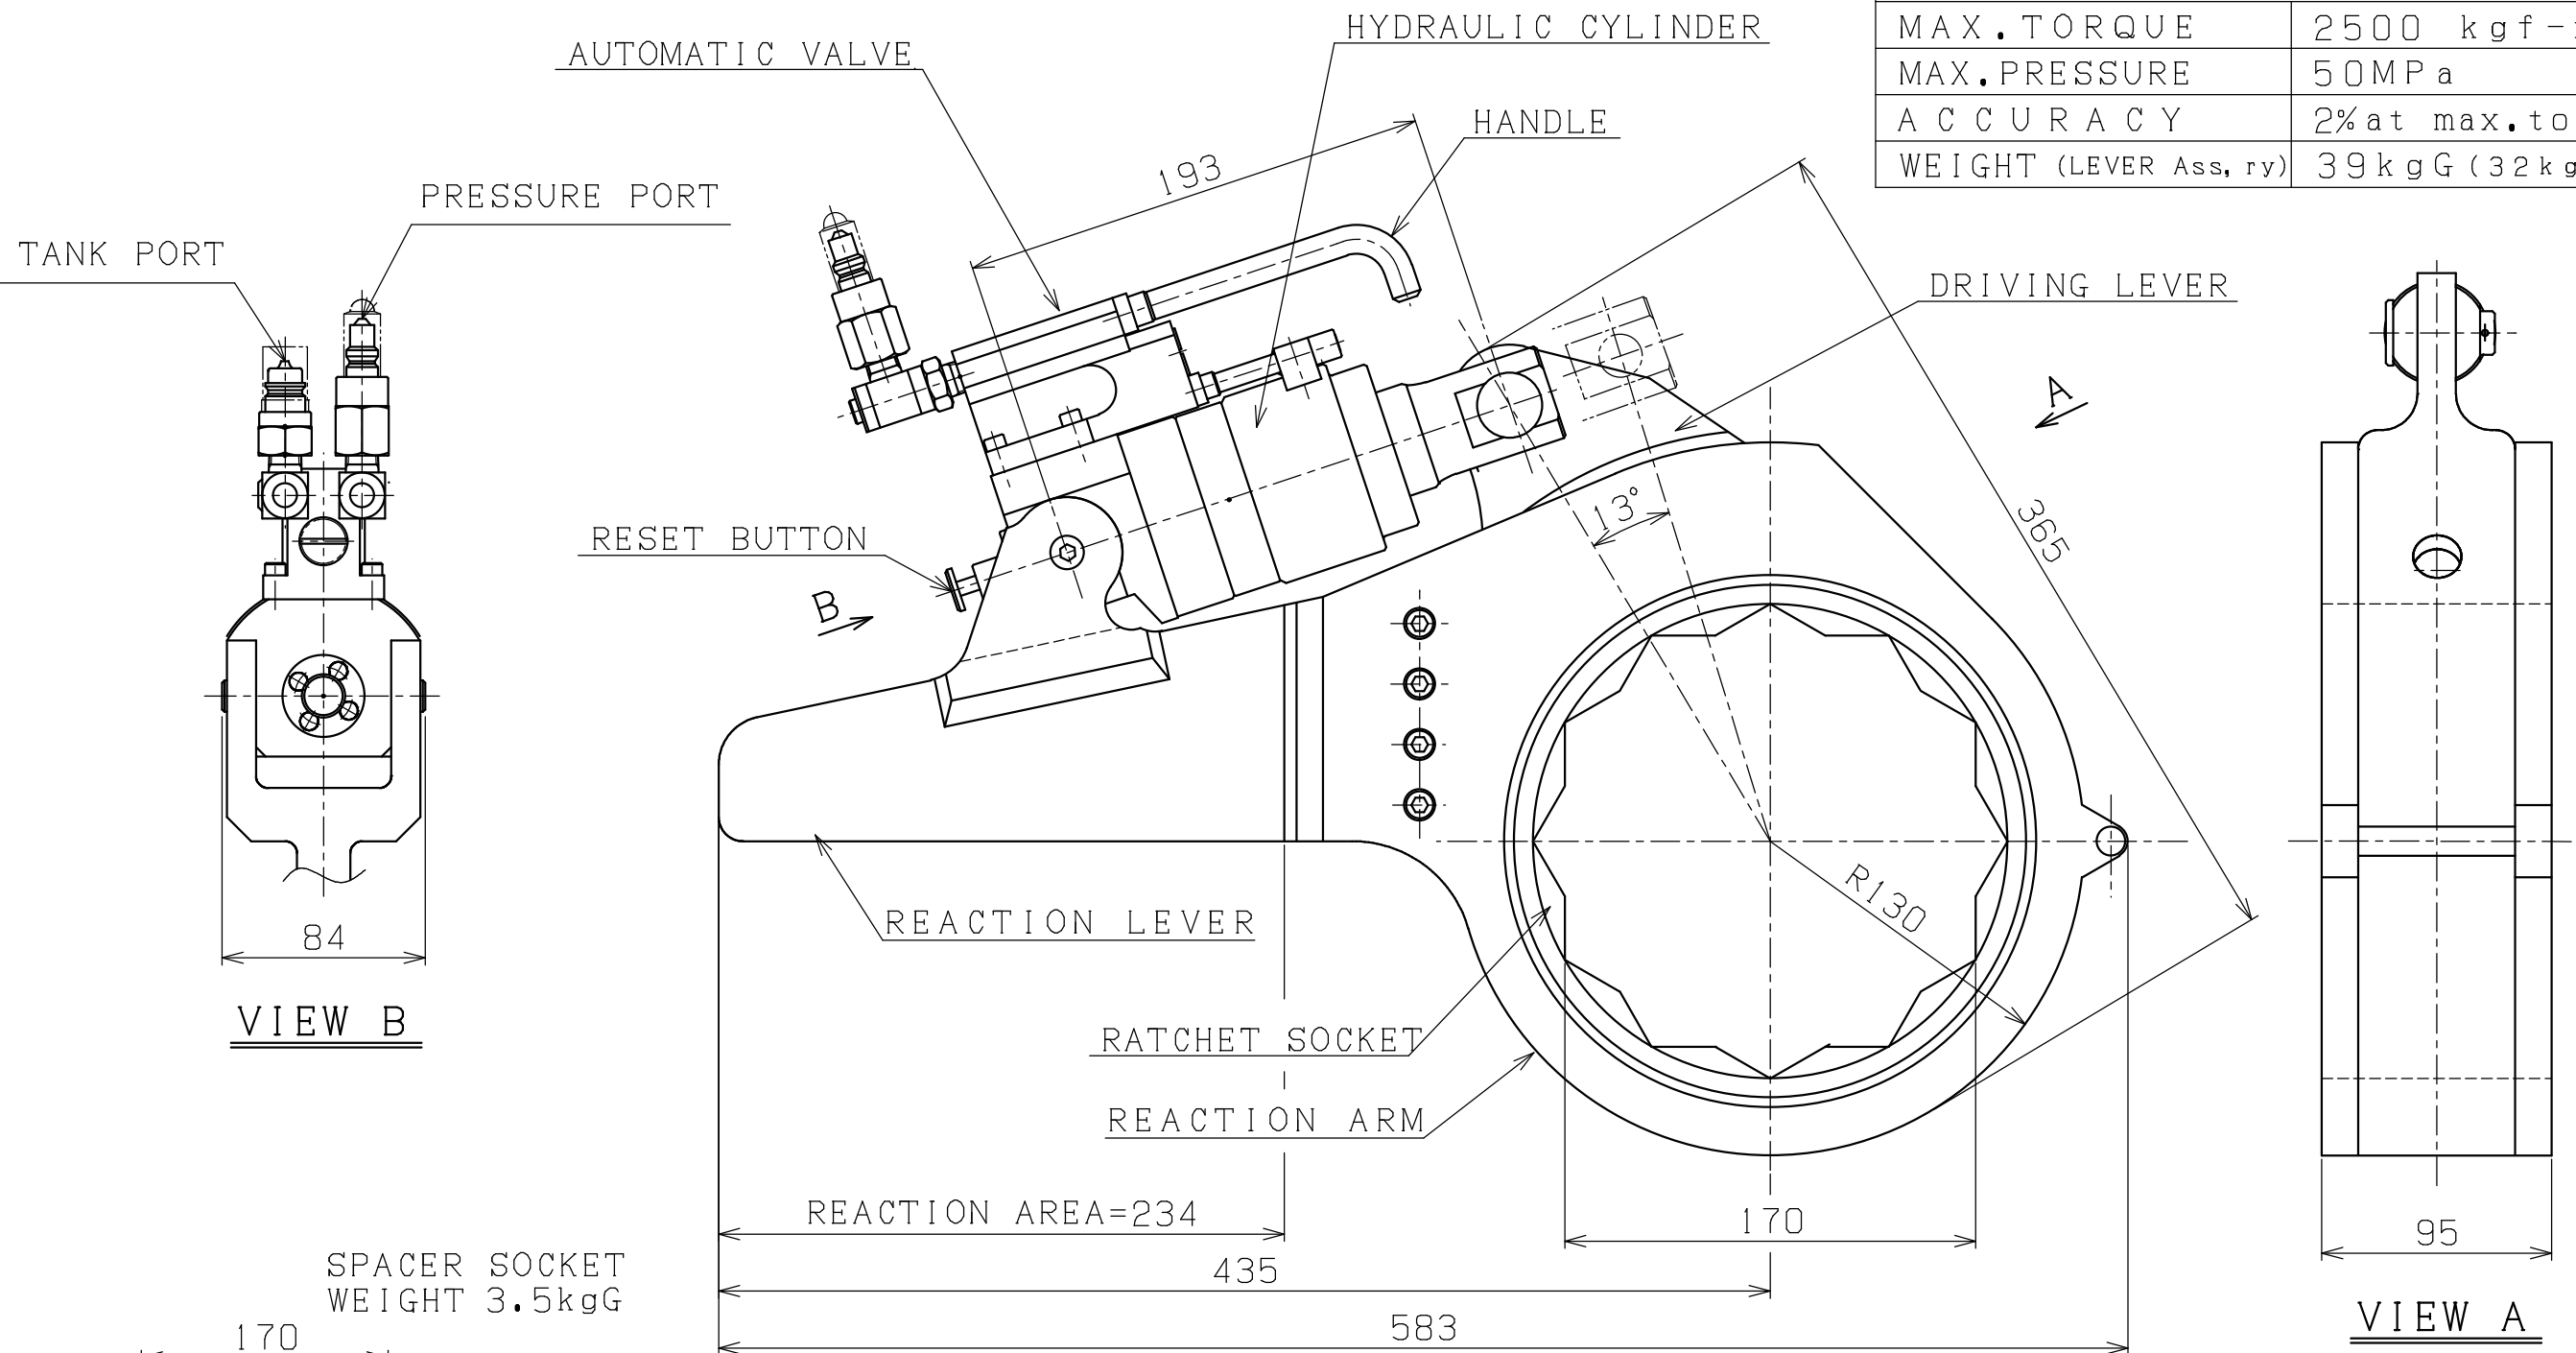 HYDRAULIC CYLINDER
AUTOMATIC VALVE
MAX.TORQUE 2500 kgf-
MAX.PRESSURE 50MPa
ACCURACY 2%at max.to
WEIGHT (LEVER Ass,ry) 39kgG(32kg
HANDLE
193
PRESSURE PORT
TANK PORT
DRIVING LEVER
A
13°
365
RESET BUTTON
B
R130
REACTION LEVER
84
VIEW B
RATCHET SOCKET
REACTION ARM
REACTION AREA=234
170
95
SPACER SOCKET
WEIGHT 3.5kgG
435
VIEW A
170
583